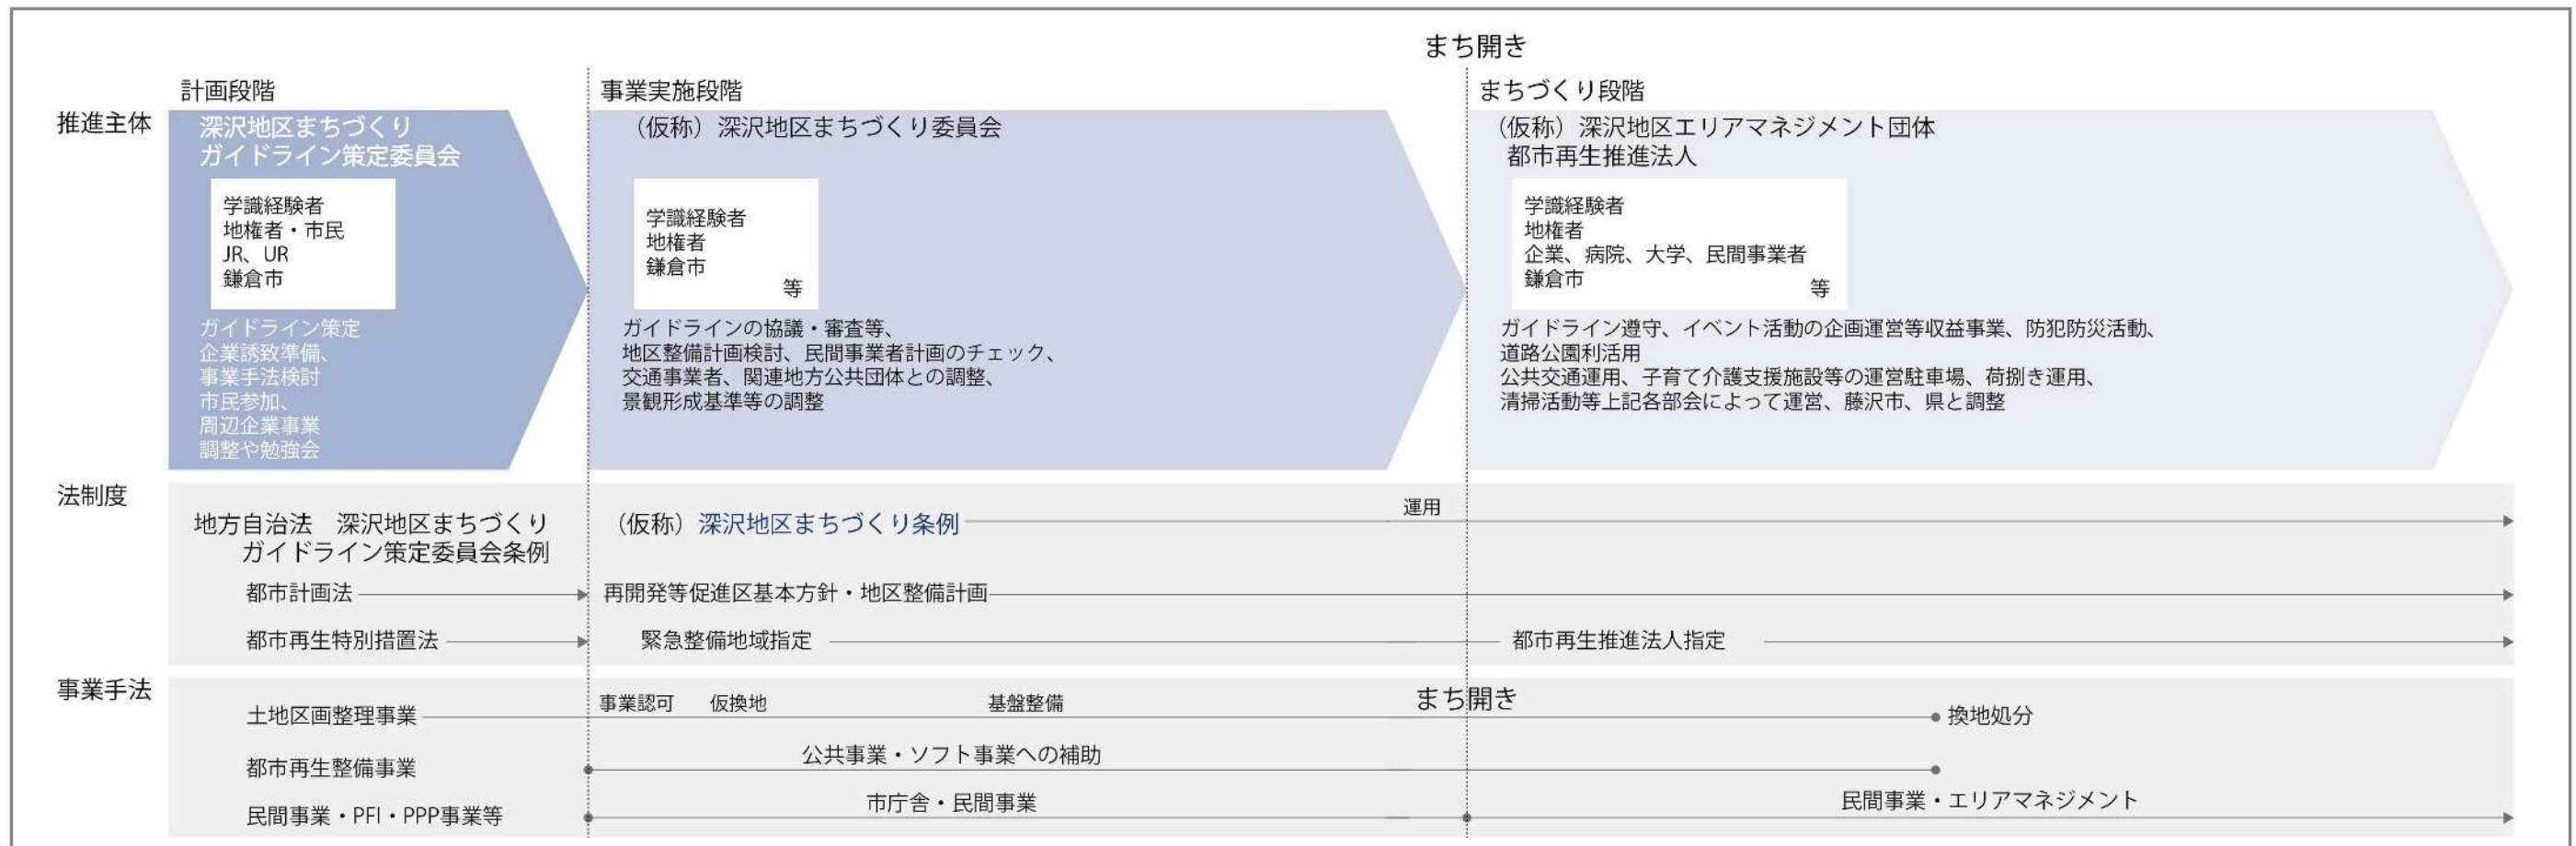 まち開き
計画段階
事業実施段階
まちづくり段階
推進主体
深沢地区まちづくり
ガイドライン策定委員会
学識経験者
地権者・市民
JR、UR
鎌倉市
ガイドライン策定
企業誘致準備、
事業手法検討
市民参加、
周辺企業事業
調整や勉強会
（仮称）深沢地区まちづくり委員会
学識経験者
地権者
鎌倉市
等
ガイドラインの協議・審査等、
地区整備計画検討、民間事業者計画のチェック、
交通事業者、関連地方公共団体との調整、
景観形成基準等の調整
（仮称）深沢地区エリアマネジメント団体
都市再生推進法人
学識経験者
地権者
企業、病院、大学、民間事業者
鎌倉市
等
ガイドライン遵守、イベント活動の企画運営等収益事業、防犯防災活動、
道路公園利活用
公共交通運用、子育て介護支援施設等の運営駐車場、荷捌き運用、
清掃活動等上記各部会によって運営、藤沢市、県と調整
法制度
地方自治法　深沢地区まちづくり
ガイドライン策定委員会条例
（仮称）深沢地区まちづくり条例
運用
都市計画法
再開発等促進区基本方針・地区整備計画
都市再生特別措置法
緊急整備地域指定
都市再生推進法人指定
事業手法
土地区画整理事業
事業認可
仮換地
基盤整備
まち開き
換地処分
都市再生整備事業
公共事業・ソフト事業への補助
民間事業・PFI・PPP事業等
市庁舎・民間事業
民間事業・エリアマネジメント